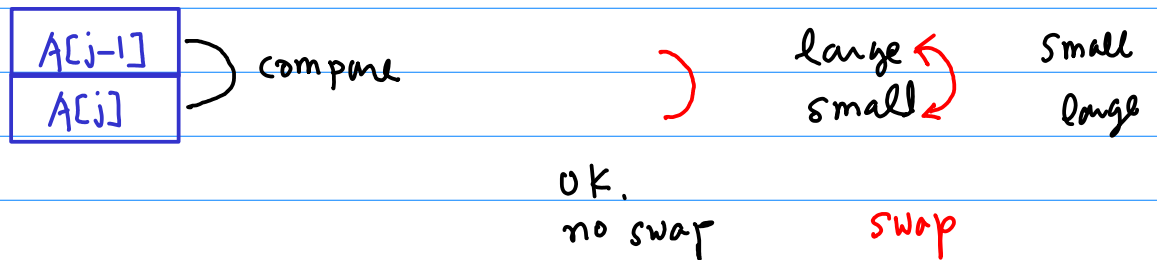 A[j-1] compare large small
A[j] small large
OK.
no swap swap